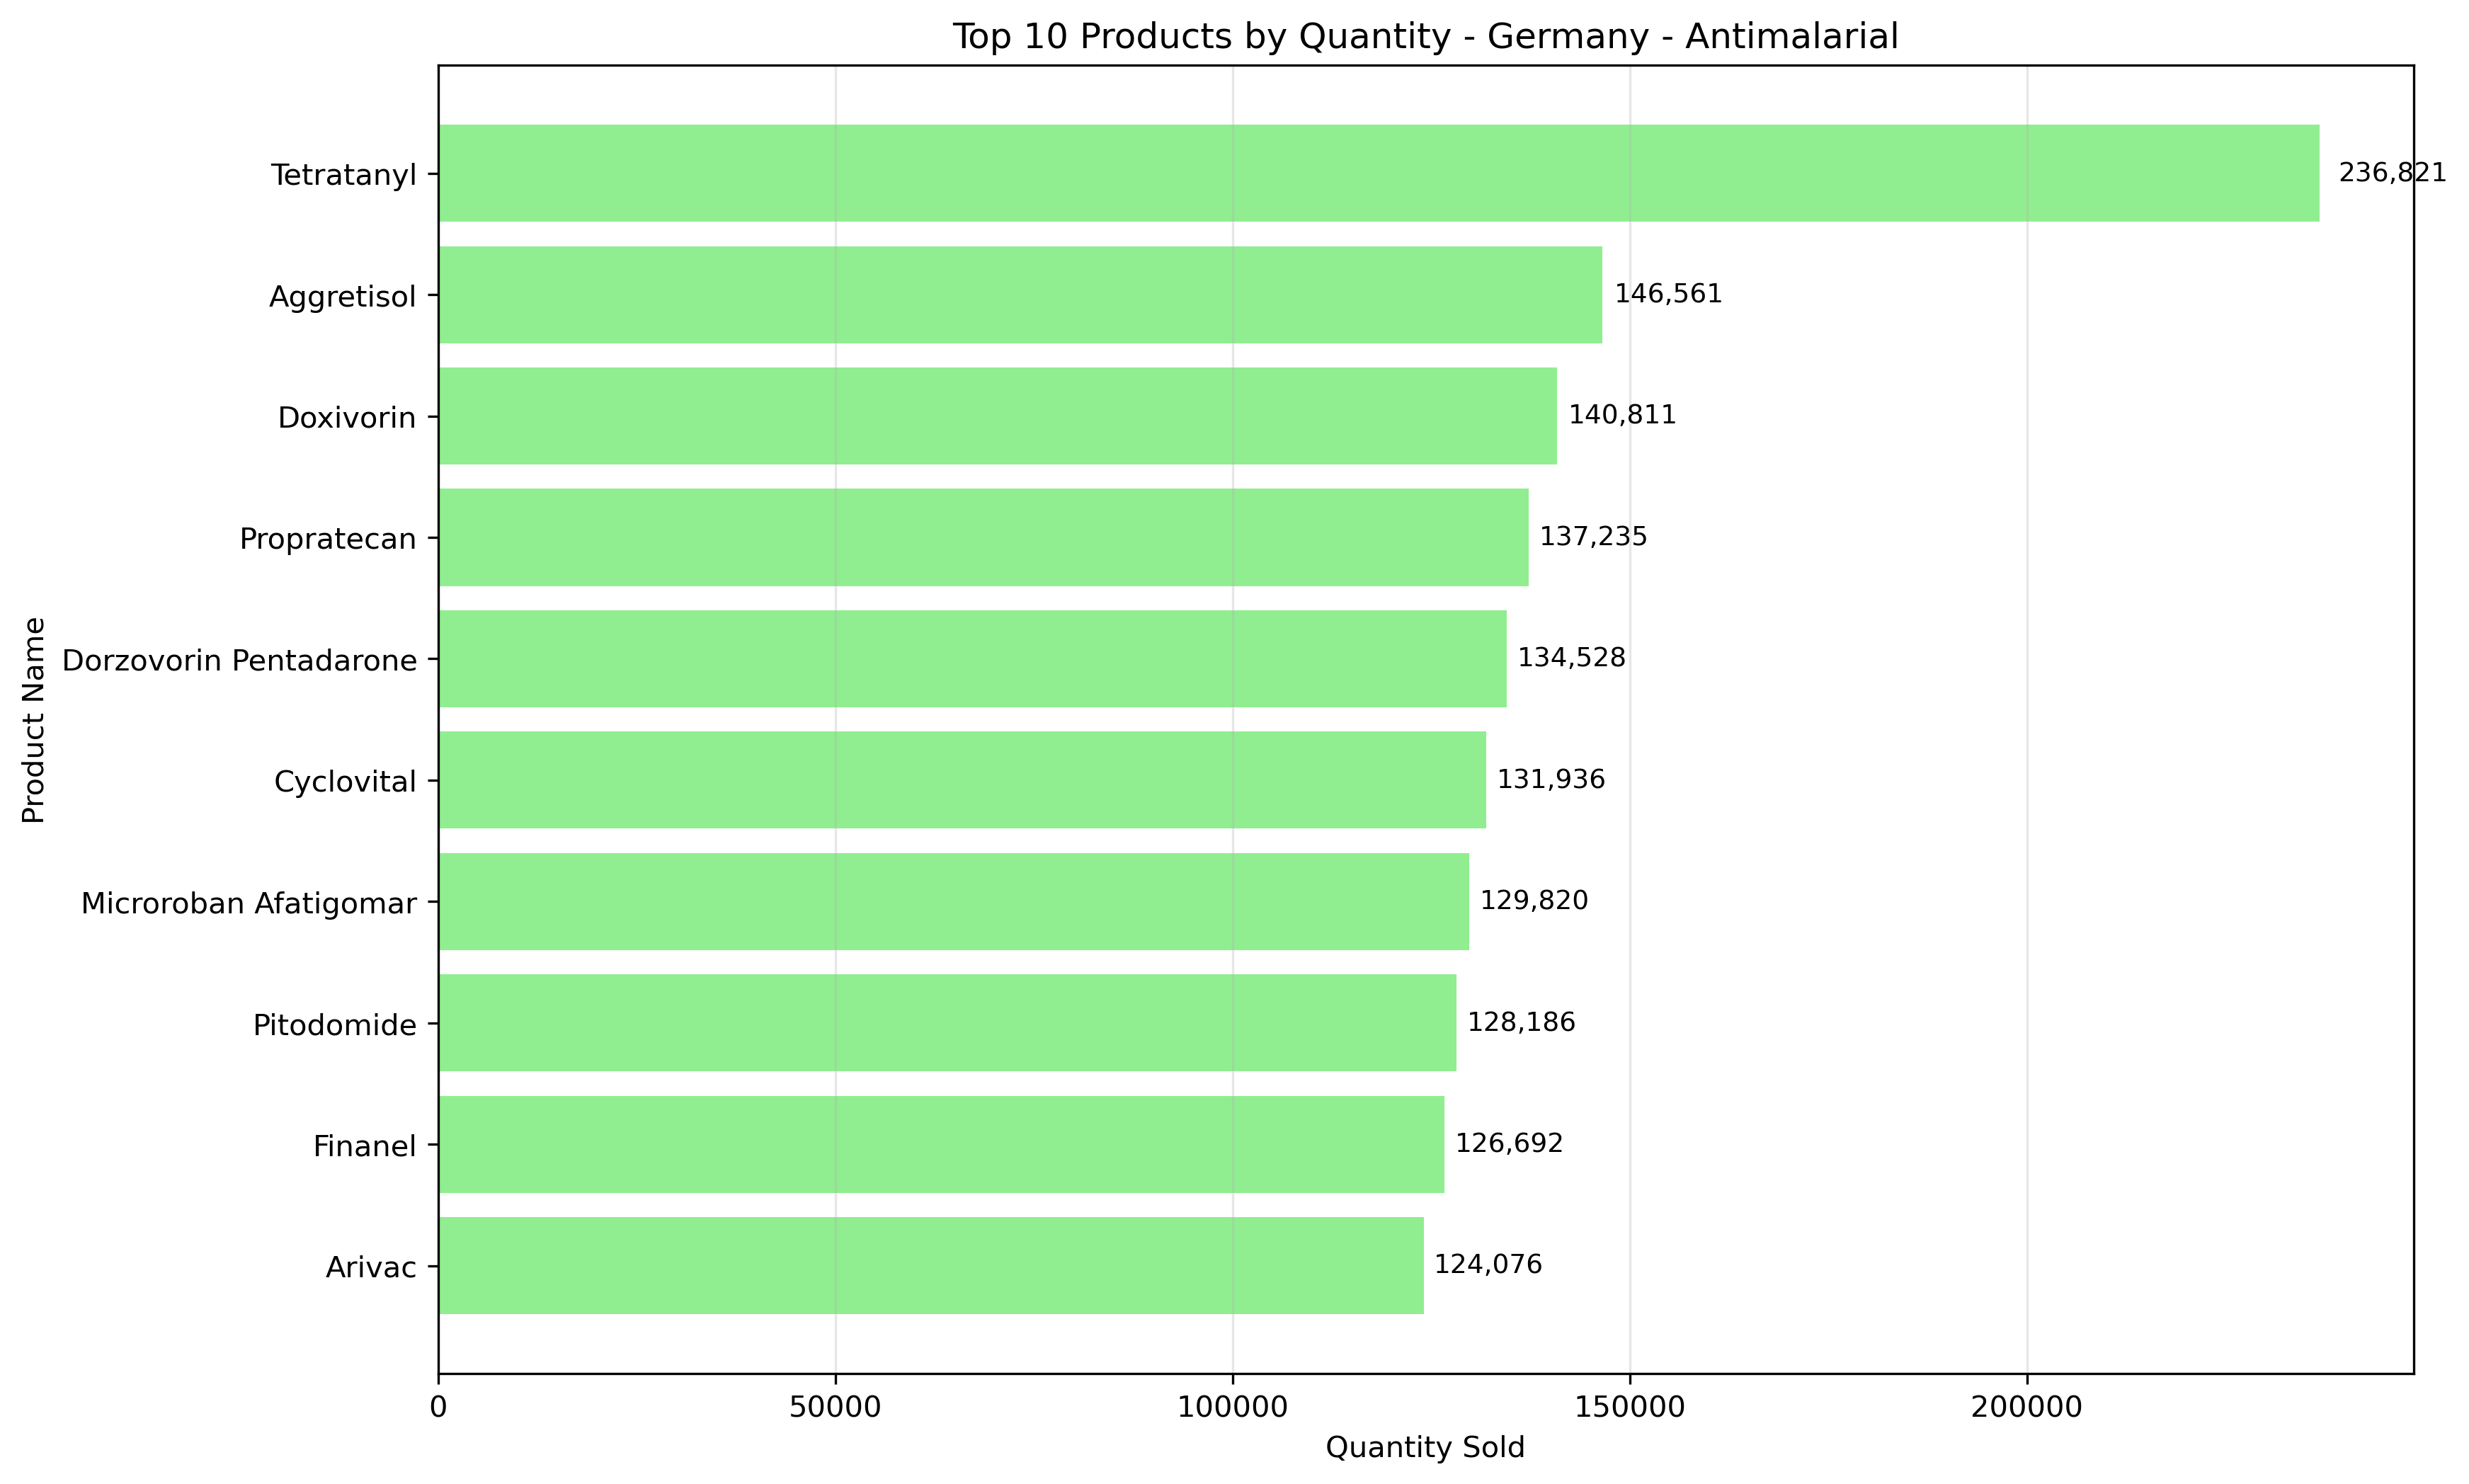 Top 10 Products by Quantity - Germany - Antimalarial
Product Name
Tetratanyl 236,821
Aggretisol 146,561
Doxivorin 140,811
Propratecan 137,235
Dorzovorin Pentadarone 134,528
Cyclovital 131,936
Microroban Afatigomar 129,820
Pitodomide 128,186
Finanel 126,692
Arivac 124,076
0 50000 100000 150000 200000
Quantity Sold